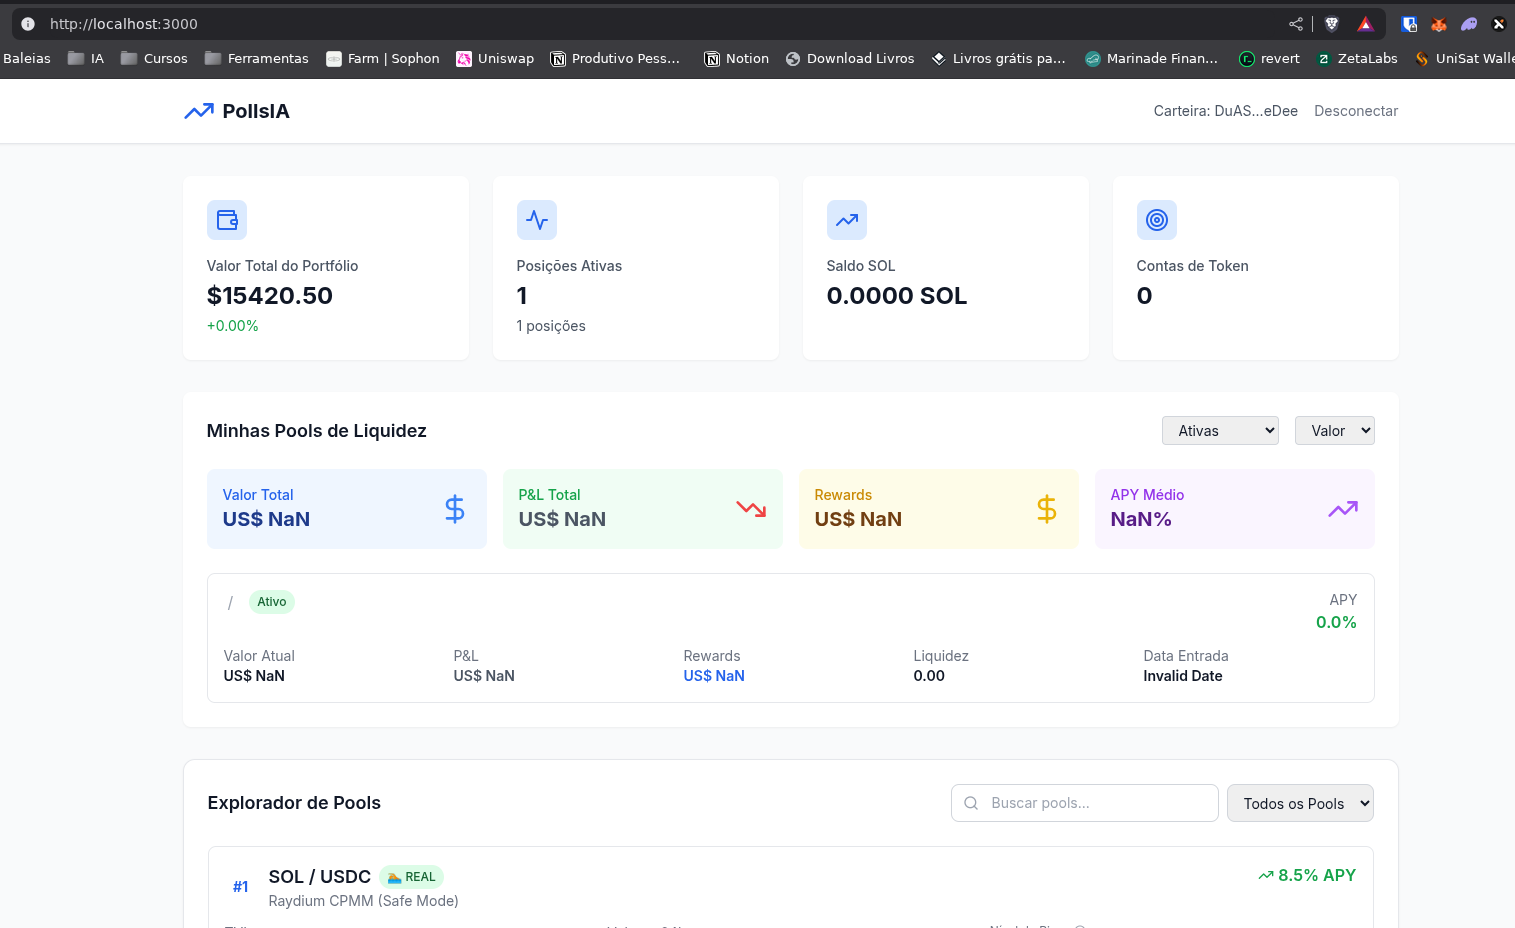 http://localhost:3000
Baleias IA Cursos Ferramentas Farm | Sophon Uniswap Produtivo Pess... Notion Download Livros Livros grátis pa... Marinade Finan... revert ZetaLabs UniSat Walle
PollsIA
Carteira: DuAS...eDee Desconectar
Valor Total do Portfólio
$15420.50
+0.00%
Posições Ativas
1
1 posições
Saldo SOL
0.0000 SOL
Contas de Token
0
Minhas Pools de Liquidez
Ativas Valor
Valor Total
US$ NaN
P&L Total
US$ NaN
Rewards
US$ NaN
APY Médio
NaN%
/ Ativo
APY
0.0%
Valor Atual
US$ NaN
P&L
US$ NaN
Rewards
US$ NaN
Liquidez
0.00
Data Entrada
Invalid Date
Explorador de Pools
Buscar pools...
Todos os Pools
#1
SOL / USDC REAL
Raydium CPMM (Safe Mode)
8.5% APY